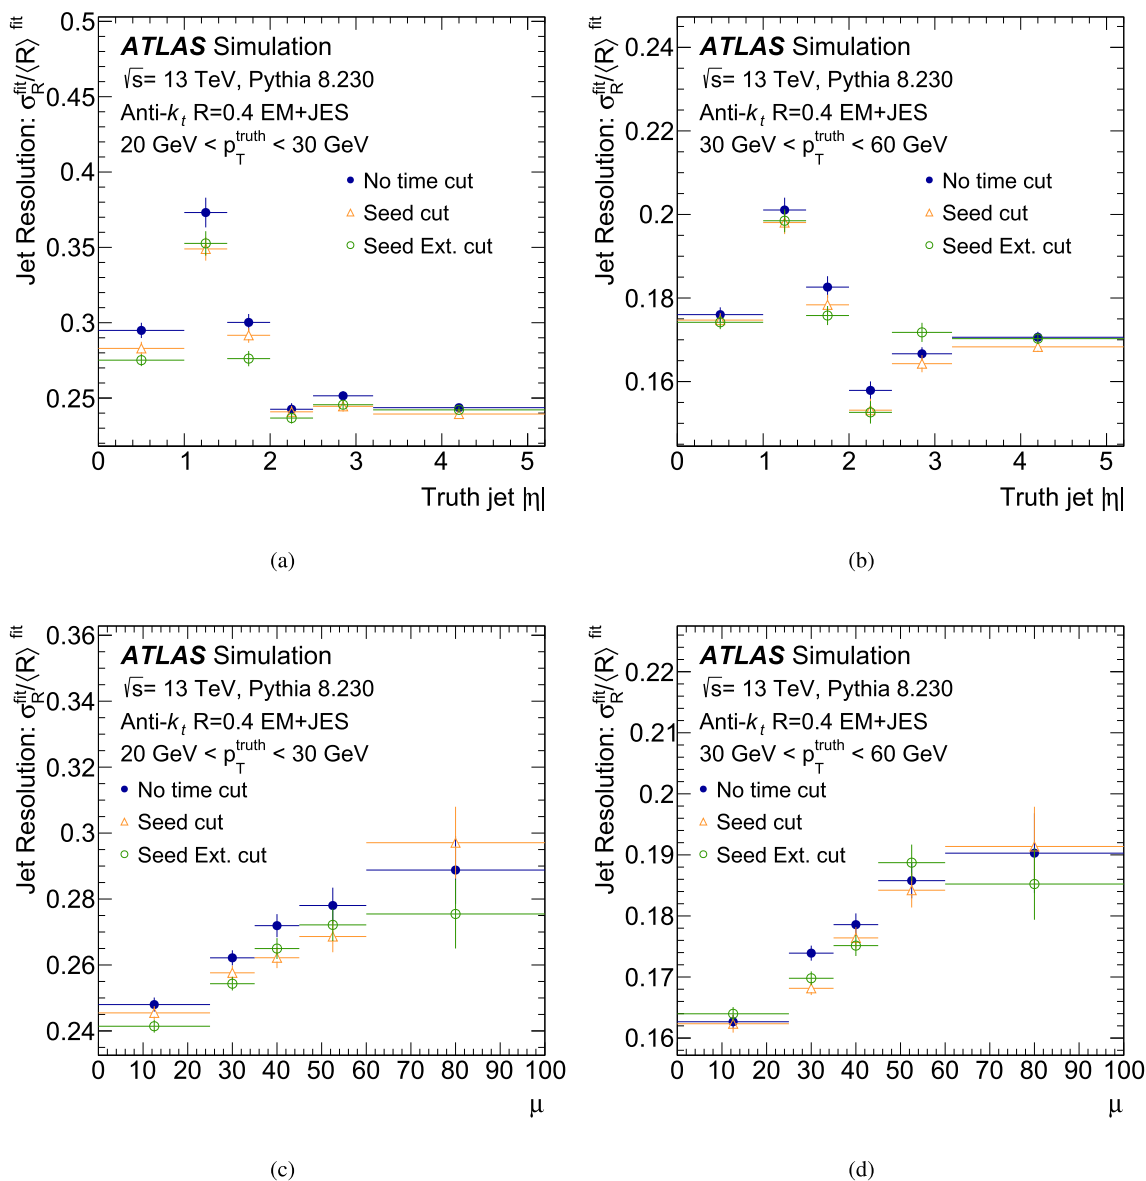 Jet Resolution: σ_R^fit/⟨R⟩^fit
0.5
0.45
0.4
0.35
0.3
0.25
ATLAS Simulation
√s= 13 TeV, Pythia 8.230
Anti-k_t R=0.4 EM+JES
20 GeV < p_T^truth < 30 GeV
No time cut
Seed cut
Seed Ext. cut
0 1 2 3 4 5
Truth jet |η|
(a)
Jet Resolution: σ_R^fit/⟨R⟩^fit
0.24
0.22
0.2
0.18
0.16
ATLAS Simulation
√s= 13 TeV, Pythia 8.230
Anti-k_t R=0.4 EM+JES
30 GeV < p_T^truth < 60 GeV
No time cut
Seed cut
Seed Ext. cut
0 1 2 3 4 5
Truth jet |η|
(b)
Jet Resolution: σ_R^fit/⟨R⟩^fit
0.36
0.34
0.32
0.3
0.28
0.26
0.24
ATLAS Simulation
√s= 13 TeV, Pythia 8.230
Anti-k_t R=0.4 EM+JES
20 GeV < p_T^truth < 30 GeV
No time cut
Seed cut
Seed Ext. cut
0 10 20 30 40 50 60 70 80 90 100
μ
(c)
Jet Resolution: σ_R^fit/⟨R⟩^fit
0.22
0.21
0.2
0.19
0.18
0.17
0.16
ATLAS Simulation
√s= 13 TeV, Pythia 8.230
Anti-k_t R=0.4 EM+JES
30 GeV < p_T^truth < 60 GeV
No time cut
Seed cut
Seed Ext. cut
0 10 20 30 40 50 60 70 80 90 100
μ
(d)